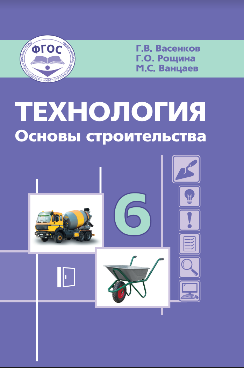 ФГОС
Г.В. Васенков
Г.О. Рощина
М.С. Ванцаев
ТЕХНОЛОГИЯ
Основы строительства
6